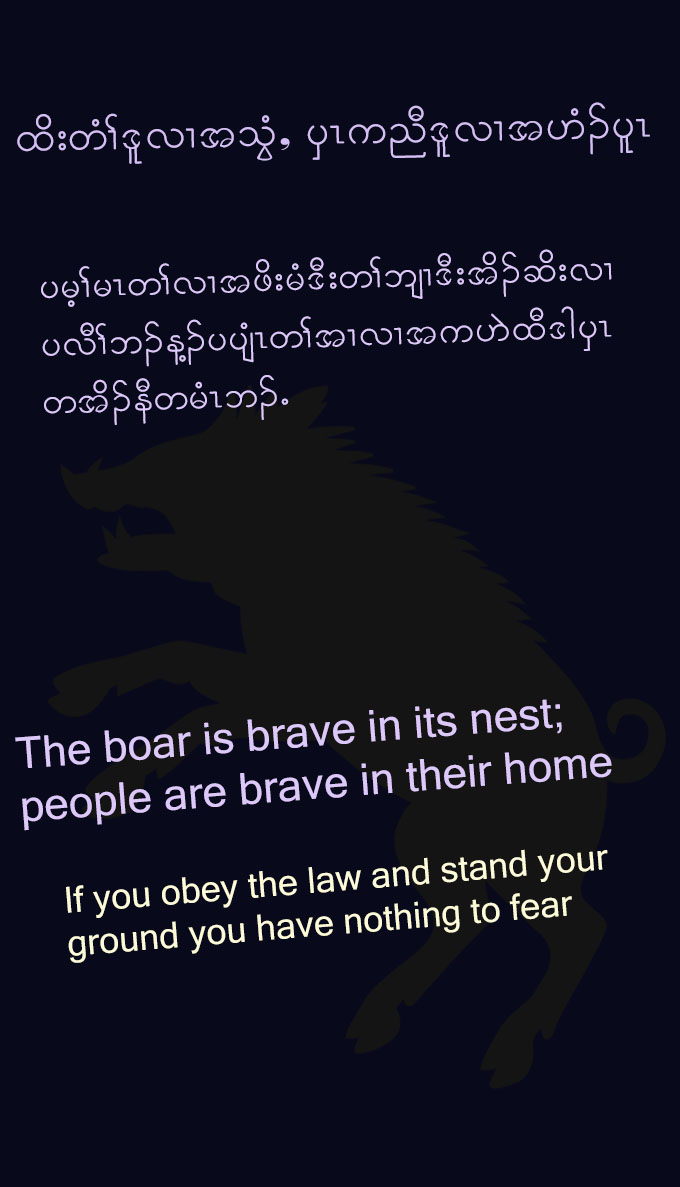 ထိးတံၢ်ဒူလၢအသွံ, ပှၤကညီဒူလၢအဟံၣ်ပူၤ
ပမ့ၢ်မၤတၢ်လၢအဖိးမံဒီးတၢ်ဘျၢဒီးအိၣ်ဆိးလၢ
ပလီၢ်ဘၣ်န့ၣ်ပပျံၤတၢ်အၢလၢအကဟဲထီဒါပှၤ
တအိၣ်နီတမံၤဘၣ်.
The boar is brave in its nest;
people are brave in their home
If you obey the law and stand your
ground you have nothing to fear